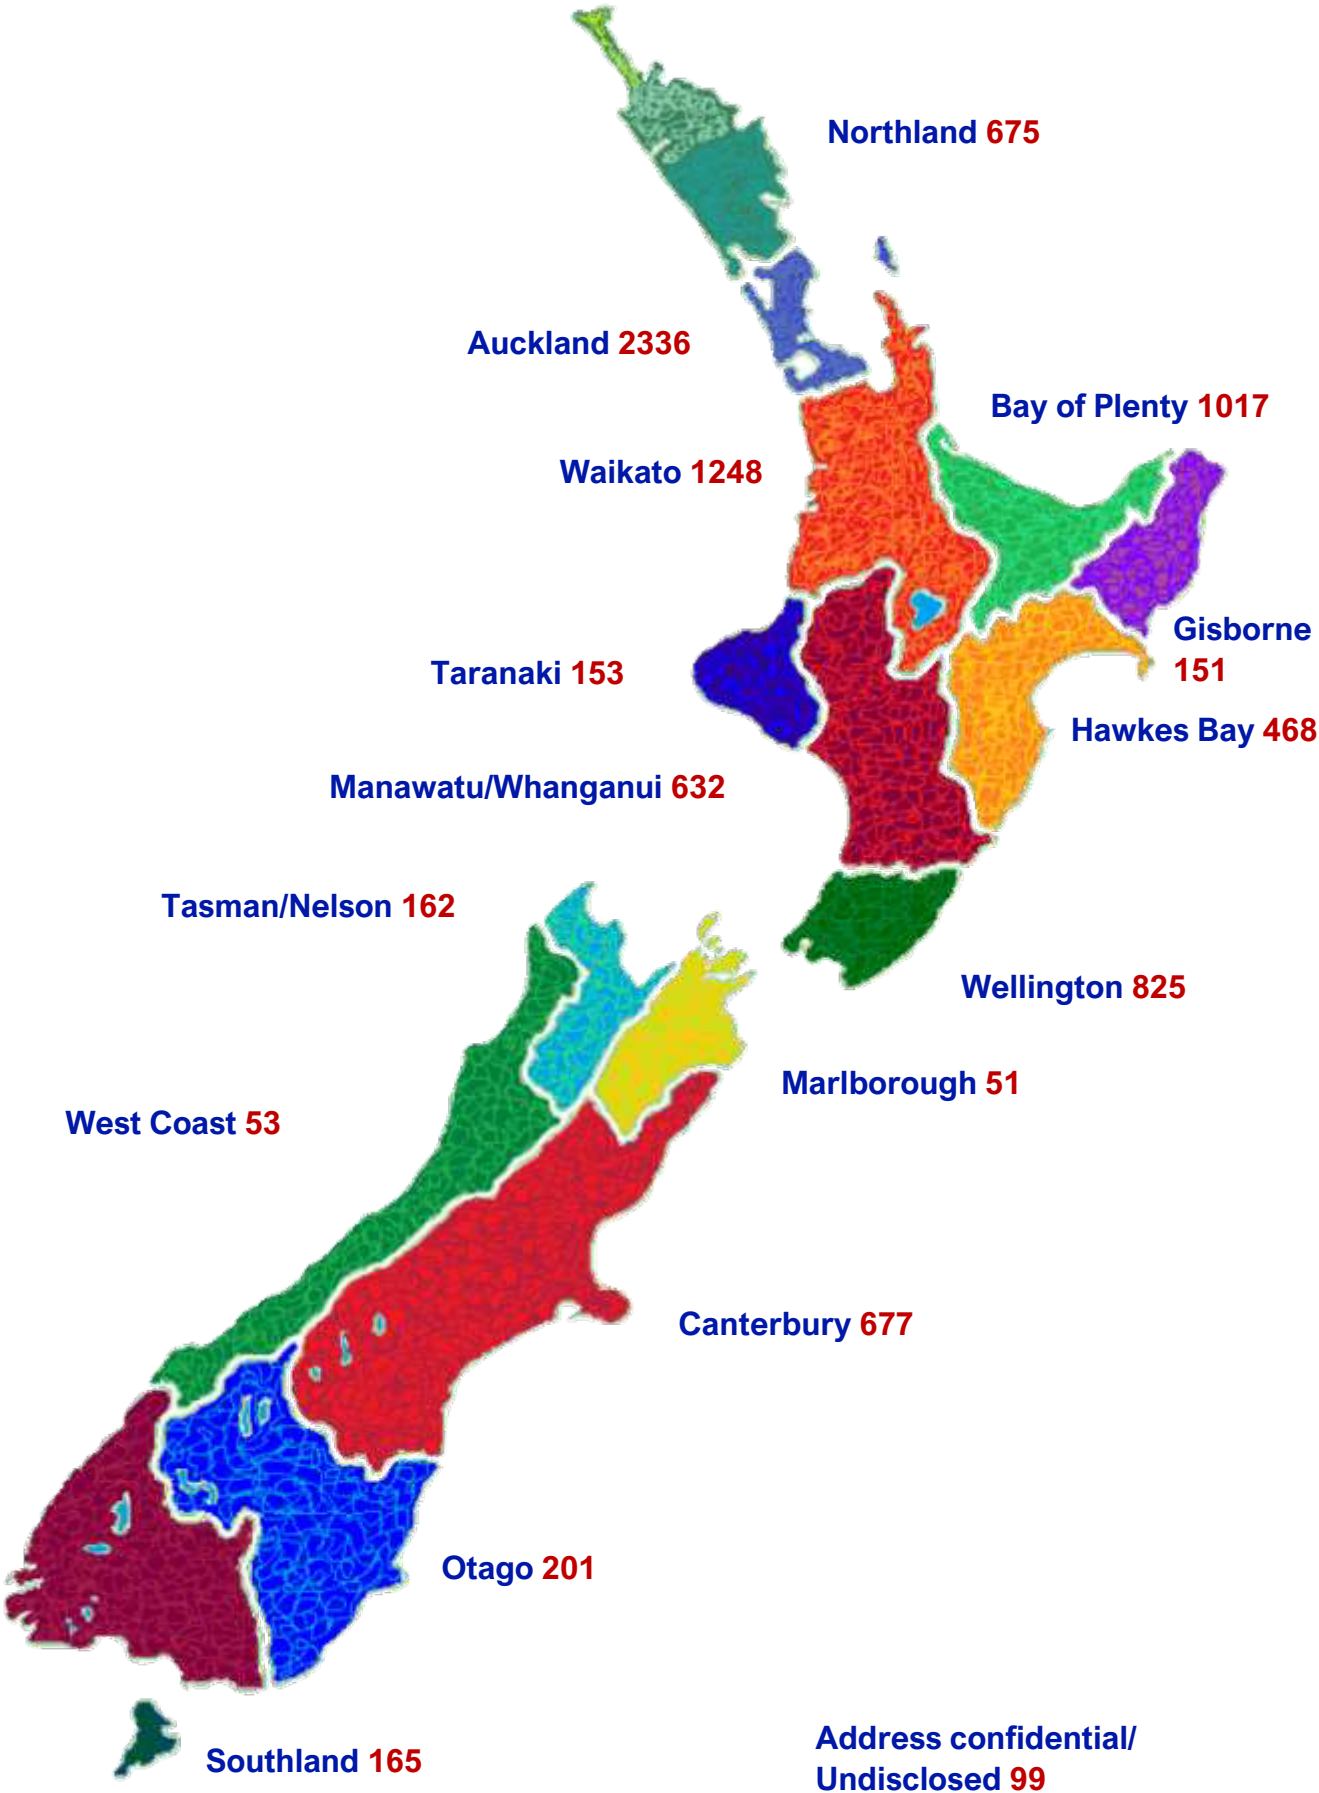 Northland 675
Auckland 2336
Bay of Plenty 1017
Waikato 1248
Gisborne
151
Taranaki 153
Hawkes Bay 468
Manawatu/Whanganui 632
Tasman/Nelson 162
Wellington 825
Marlborough 51
West Coast 53
Canterbury 677
Otago 201
Southland 165
Address confidential/
Undisclosed 99